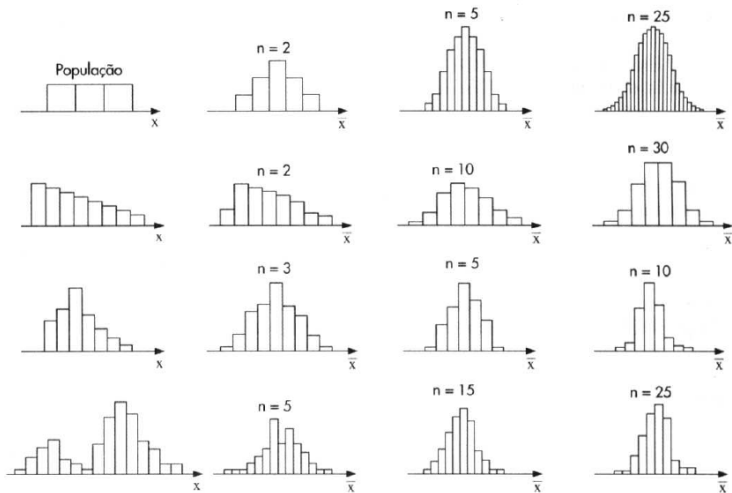 População
x
n = 2
x̅
n = 5
x̅
n = 25
x̅
x
n = 2
x̅
n = 10
x̅
n = 30
x̅
x
n = 3
x̅
n = 5
x̅
n = 10
x̅
x
n = 5
x̅
n = 15
x̅
n = 25
x̅